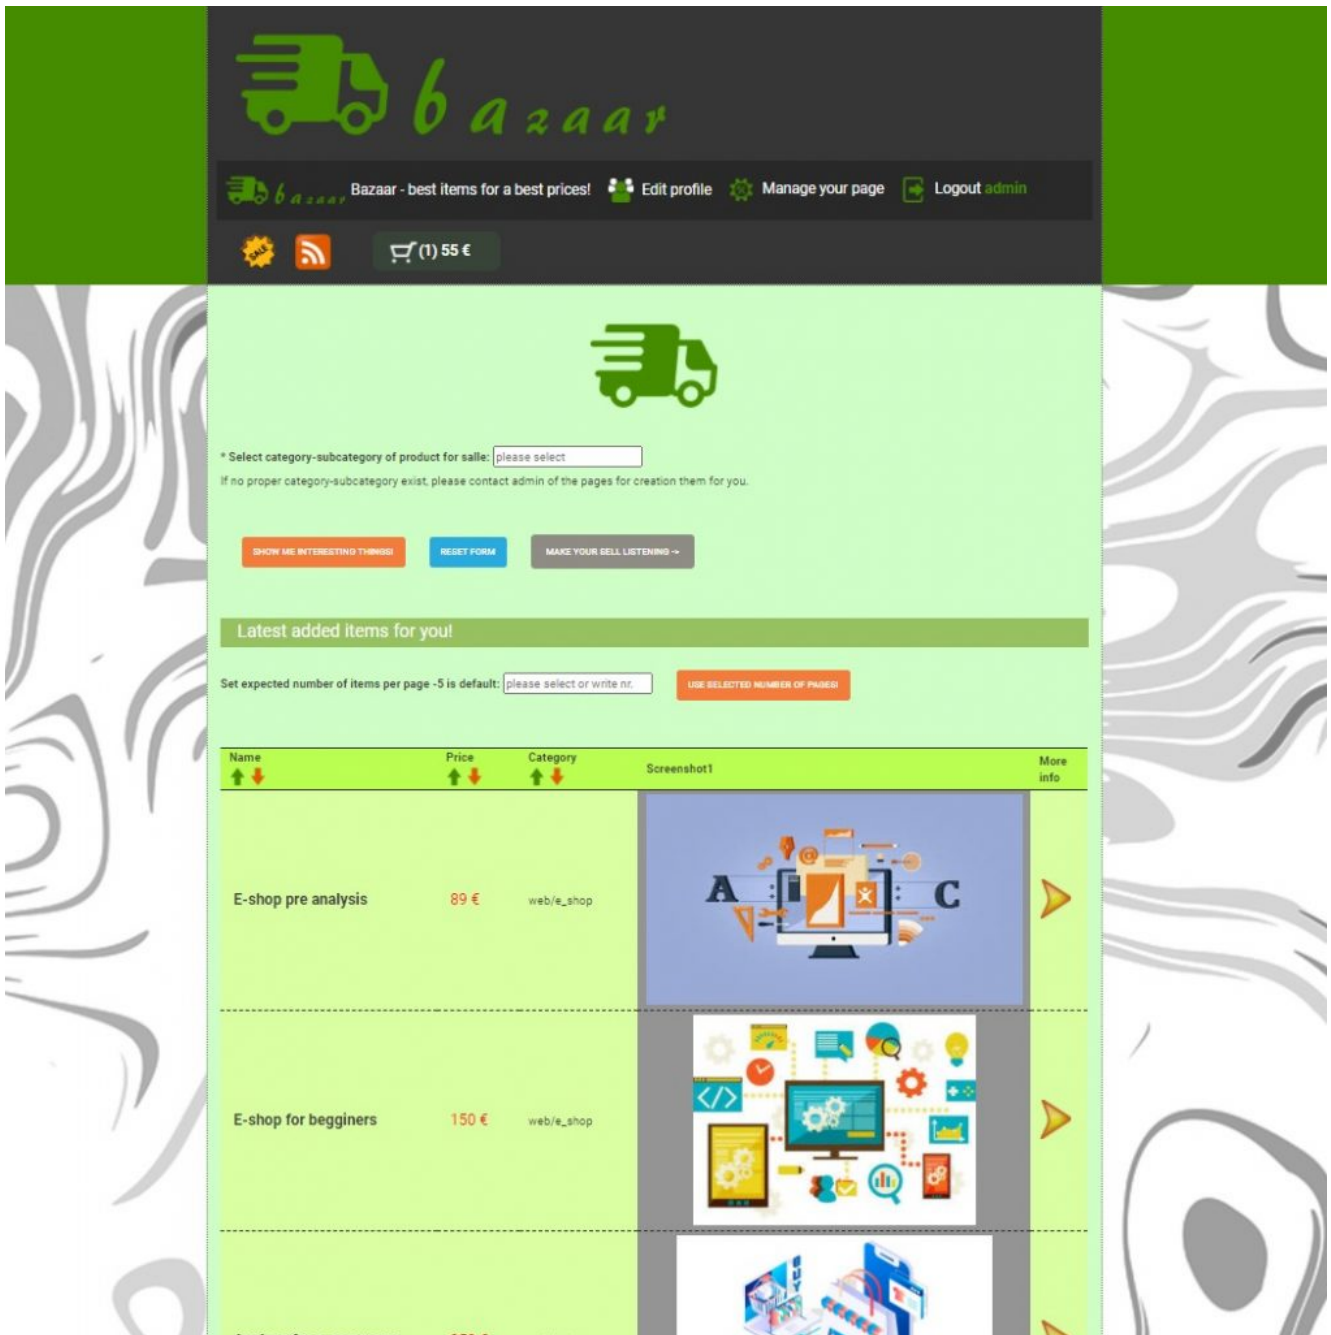 bazaar
bazaar Bazaar - best items for a best prices! Edit profile Manage your page Logout admin
SALE (1) 55 €
* Select category-subcategory of product for salle: please select
If no proper category-subcategory exist, please contact admin of the pages for creation them for you.
SHOW ME INTERESTING THINGS! RESET FORM MAKE YOUR SELL LISTENING ->
Latest added items for you!
Set expected number of items per page -5 is default: please select or write nr. USE SELECTED NUMBER OF PAGES!
Name Price Category Screenshot1 More info
E-shop pre analysis 89 € web/e_shop
A C
E-shop for begginers 150 € web/e_shop